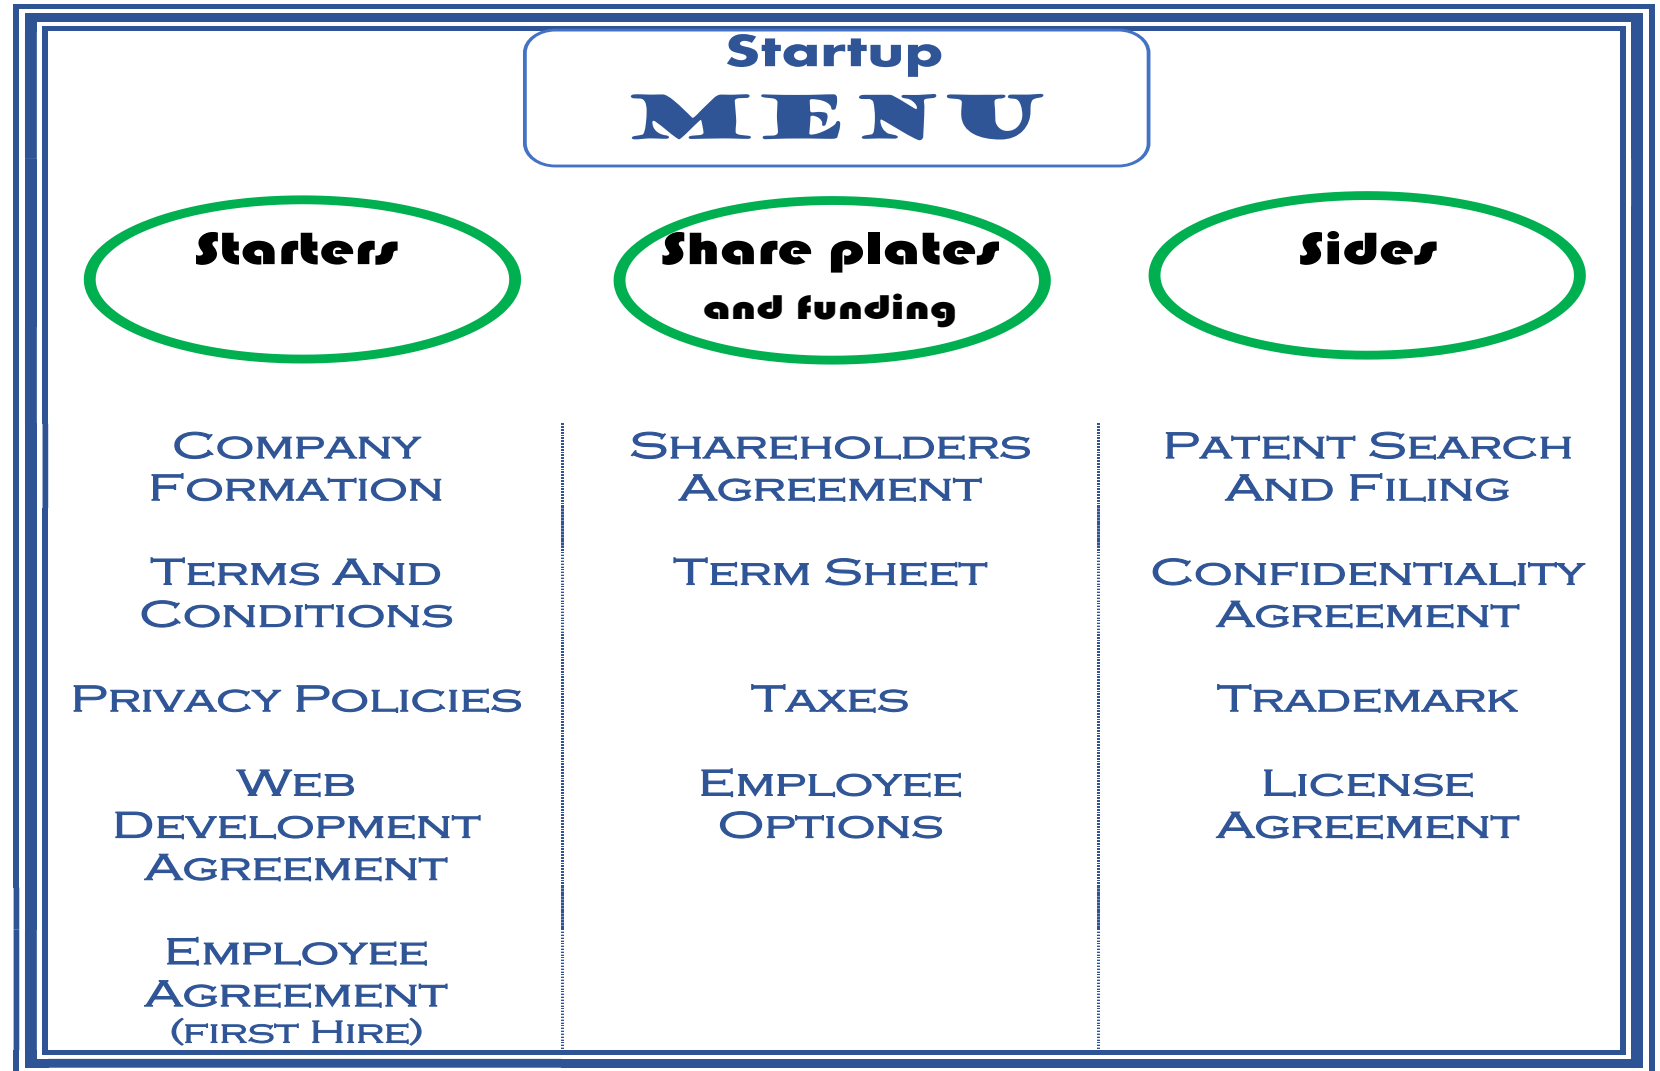 Startup
MENU
Starters
Share plates
and funding
Sides
Company
Formation
Terms And
Conditions
Privacy Policies
Web
Development
Agreement
Employee
Agreement
(first Hire)
Shareholders
Agreement
Term Sheet
Taxes
Employee
Options
Patent Search
And Filing
Confidentiality
Agreement
Trademark
License
Agreement